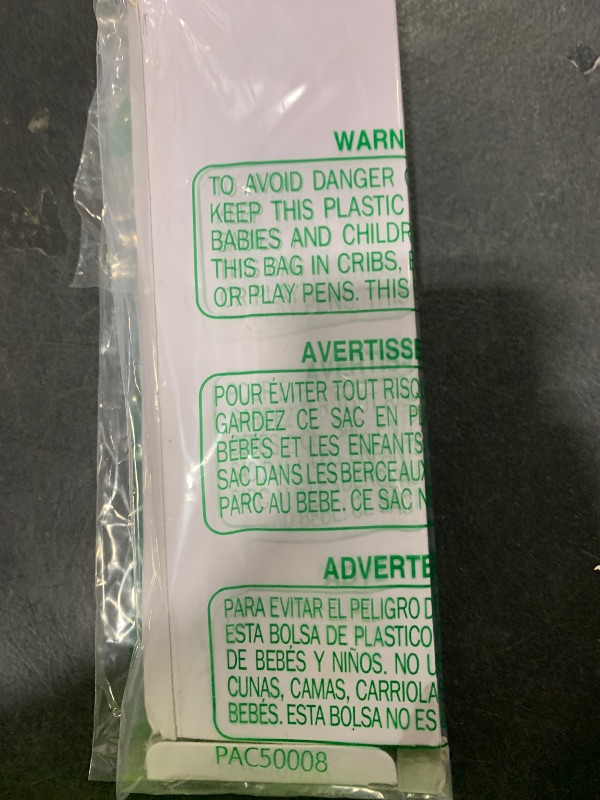 WARN
TO AVOID DANGER
KEEP THIS PLASTIC
BABIES AND CHILDR
THIS BAG IN CRIBS,
OR PLAY PENS. THIS
AVERTISSE
POUR ÉVITER TOUT RISQ
GARDEZ CE SAC EN PL
BÉBÉS ET LES ENFANTS
SAC DANS LES BERCEAUX
PARC AU BEBE. CE SAC N
ADVERTE
PARA EVITAR EL PELIGRO D
ESTA BOLSA DE PLASTICO
DE BEBÉS Y NIÑOS. NO U
CUNAS, CAMAS, CARRIOLA
BEBÉS. ESTA BOLSA NO ES
PAC50008